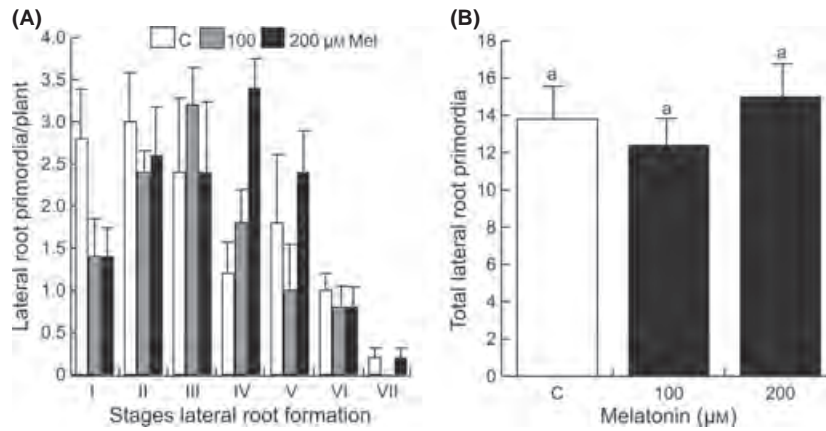 (A)
C 100 200 µM Mel
Lateral root primordia/plant
4.0
3.5
3.0
2.5
2.0
1.5
1.0
0.5
0
I II III IV V VI VII
Stages lateral root formation
(B)
Total lateral root primordia
18
16
14
12
10
8
6
4
2
0
a a a
C 100 200
Melatonin (µM)